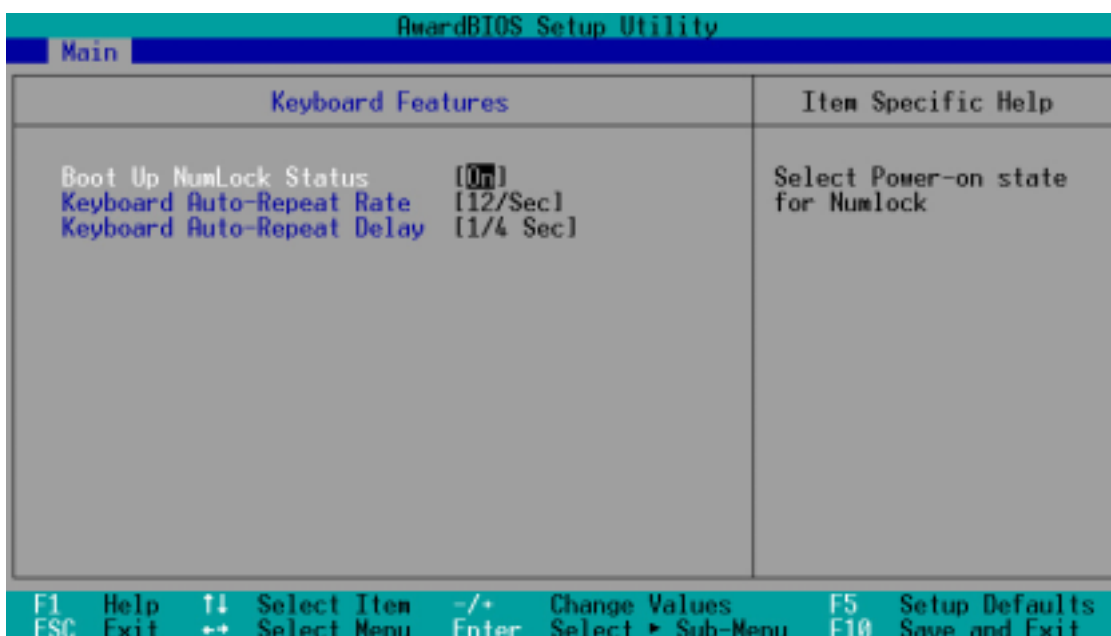 AwardBIOS Setup Utility
Main
Keyboard Features
Item Specific Help
Boot Up NumLock Status [On]
Keyboard Auto-Repeat Rate [12/Sec]
Keyboard Auto-Repeat Delay [1/4 Sec]
Select Power-on state
for Numlock
F1 Help ↑↓ Select Item -/+ Change Values F5 Setup Defaults
ESC Exit ←→ Select Menu Enter Select ► Sub-Menu F10 Save and Exit